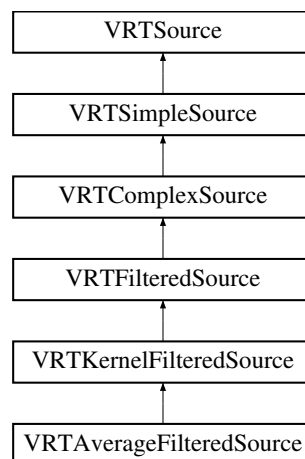 VRTSource
VRTSimpleSource
VRTComplexSource
VRTFilteredSource
VRTKernelFilteredSource
VRTAverageFilteredSource